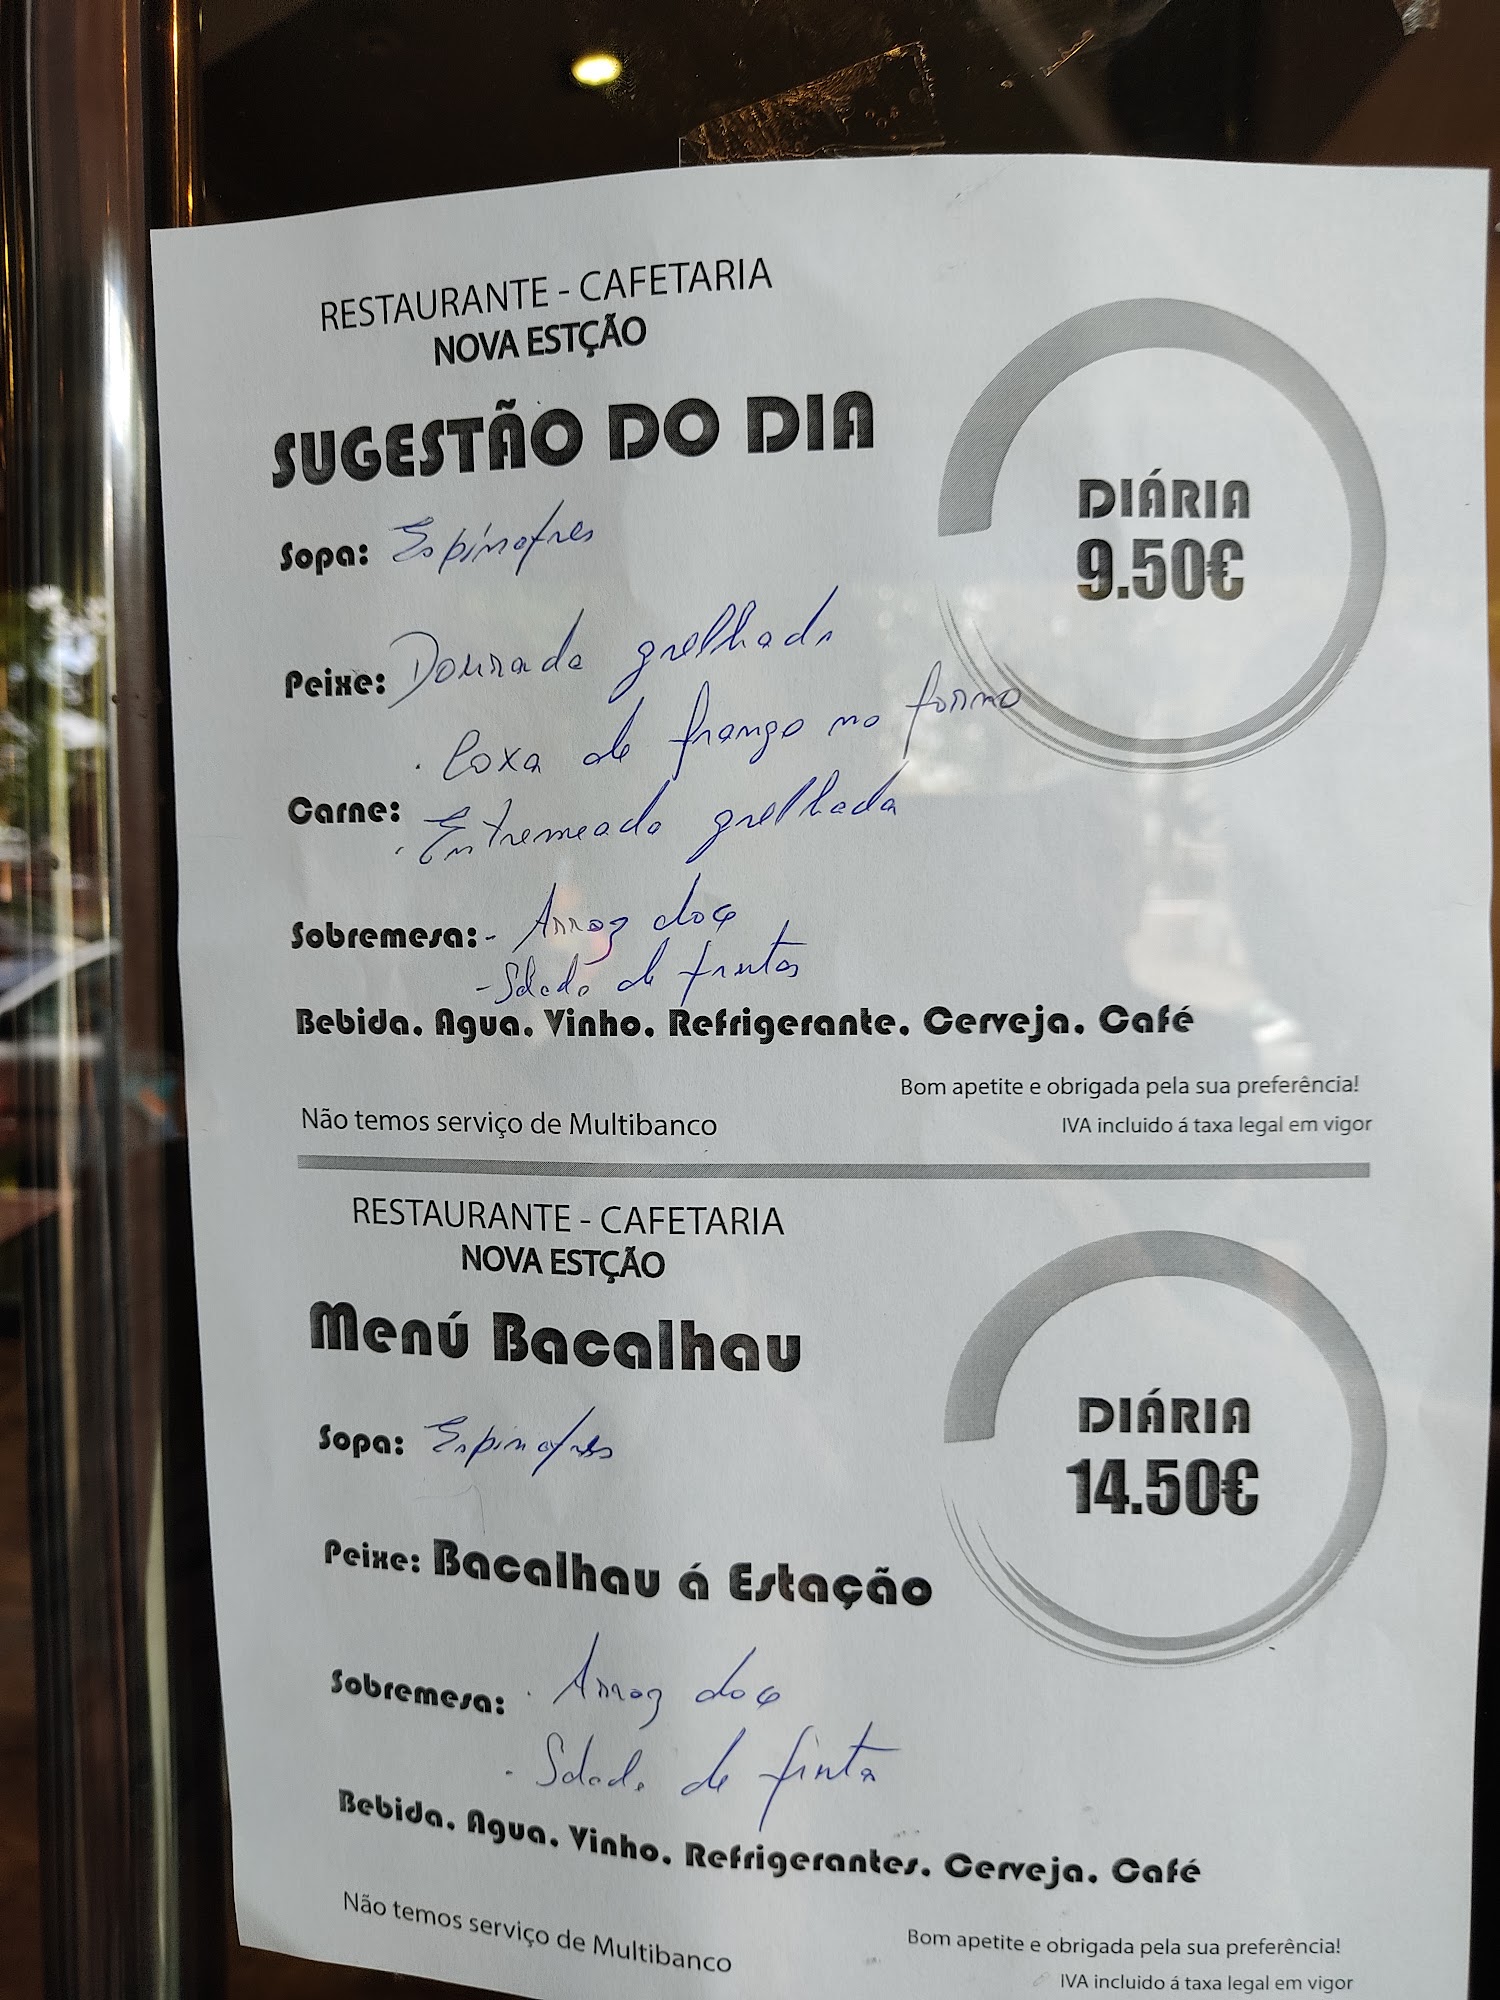 RESTAURANTE - CAFETARIA
NOVA ESTÇÃO
SUGESTÃO DO DIA
DIÁRIA
9.50€
Sopa: Espinafres
Peixe: Dourada grelhada
. Coxa de frango no forno
Carne:
. Entremeada grelhada
Sobremesa: - Arroz doce
- Salada de frutas
Bebida. Agua. Vinho. Refrigerante. Cerveja. Café
Bom apetite e obrigada pela sua preferência!
Não temos serviço de Multibanco
IVA incluido á taxa legal em vigor
RESTAURANTE - CAFETARIA
NOVA ESTÇÃO
Menú Bacalhau
DIÁRIA
14.50€
Sopa: Espinafres
Peixe: Bacalhau á Estação
Sobremesa: . Arroz doce
. Salada de fruta
Bebida. Agua. Vinho. Refrigerantes. Cerveja. Café
Não temos serviço de Multibanco
Bom apetite e obrigada pela sua preferência!
IVA incluido á taxa legal em vigor